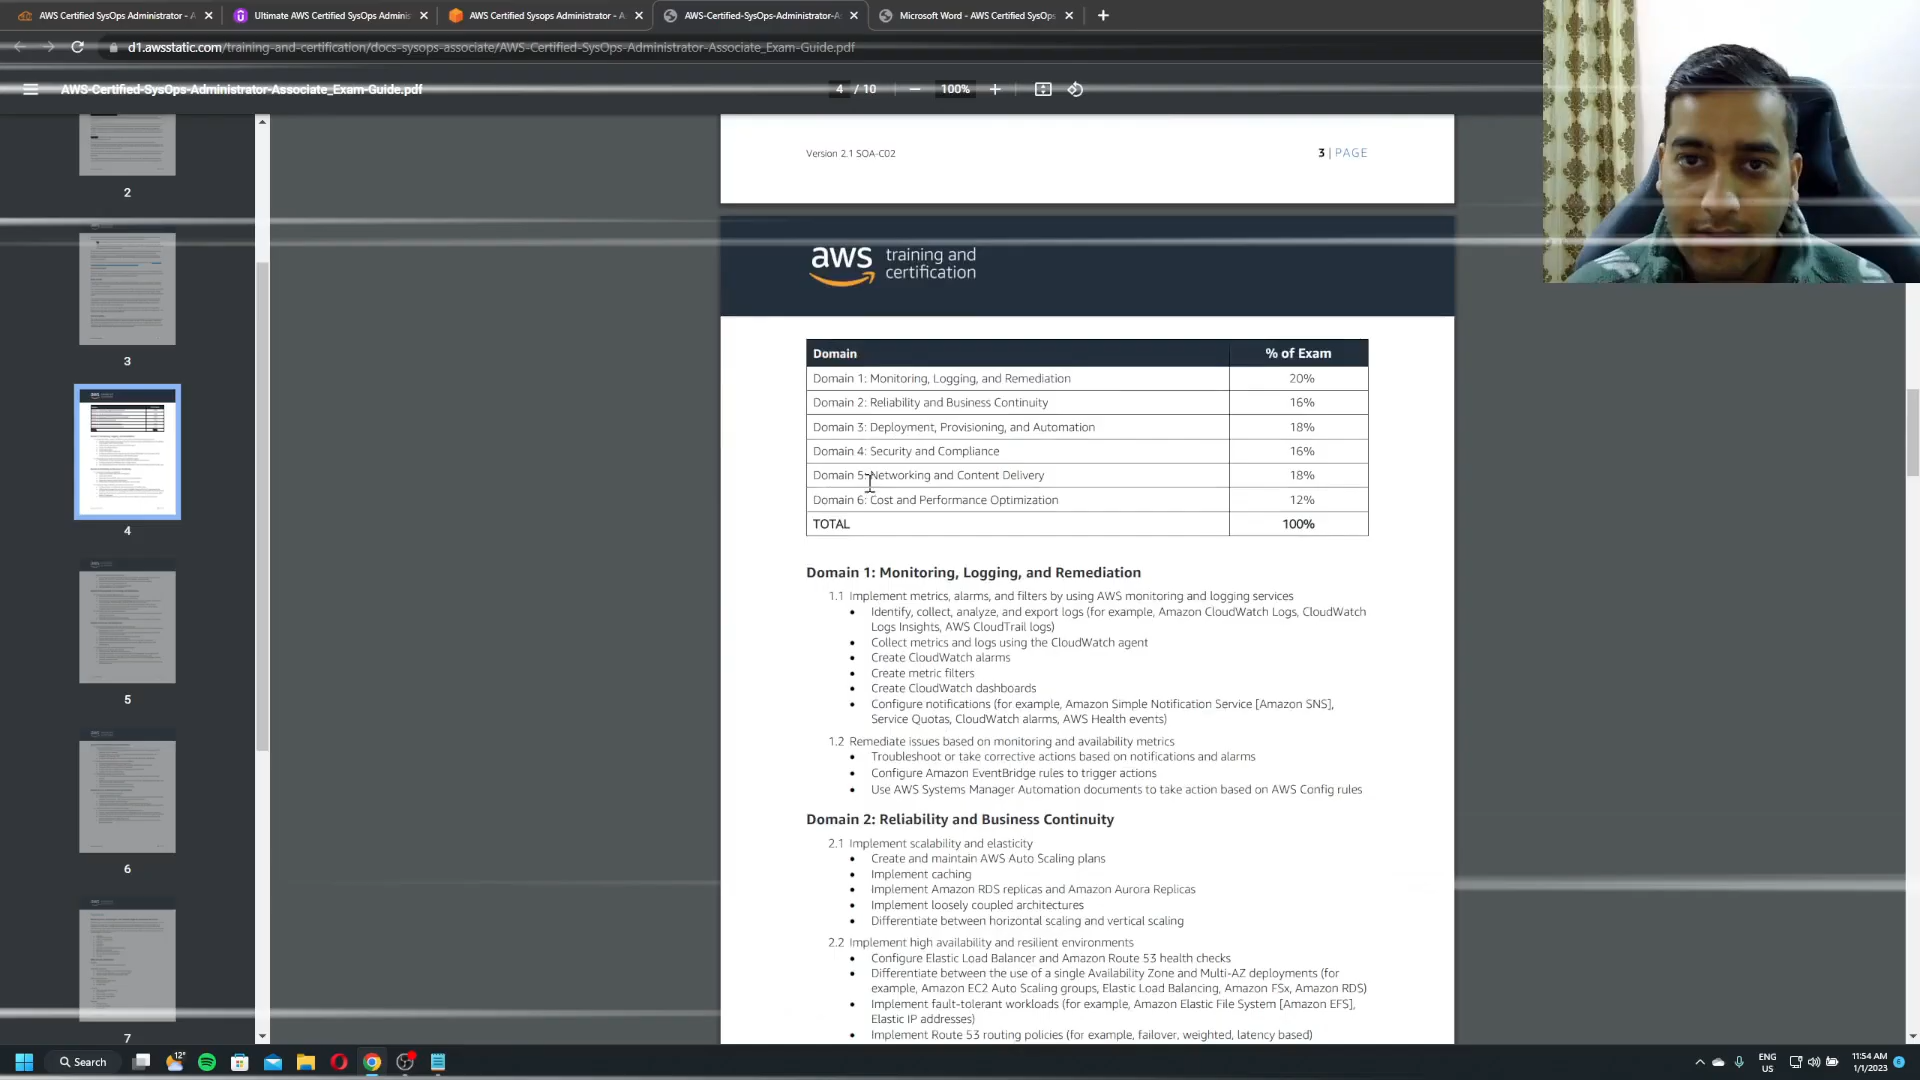 AWS Certified SysOps Administrator - A
Ultimate AWS Certified SysOps Adminis
AWS Certified Sysops Administrator - A
AWS-Certified-SysOps-Administrator-A
Microsoft Word - AWS Certified SysOps
d1.awsstatic.com/training-and-certification/docs-sysops-associate/AWS-Certified-SysOps-Administrator-Associate_Exam-Guide.pdf
AWS-Certified-SysOps-Administrator-Associate_Exam-Guide.pdf
4 / 10
100%
2
3
4
5
6
7
Version 2.1 SOA-C02
3 | PAGE
aws training and certification
Domain % of Exam
Domain 1: Monitoring, Logging, and Remediation 20%
Domain 2: Reliability and Business Continuity 16%
Domain 3: Deployment, Provisioning, and Automation 18%
Domain 4: Security and Compliance 16%
Domain 5: Networking and Content Delivery 18%
Domain 6: Cost and Performance Optimization 12%
TOTAL 100%
Domain 1: Monitoring, Logging, and Remediation
1.1 Implement metrics, alarms, and filters by using AWS monitoring and logging services
• Identify, collect, analyze, and export logs (for example, Amazon CloudWatch Logs, CloudWatch
Logs Insights, AWS CloudTrail logs)
• Collect metrics and logs using the CloudWatch agent
• Create CloudWatch alarms
• Create metric filters
• Create CloudWatch dashboards
• Configure notifications (for example, Amazon Simple Notification Service [Amazon SNS],
Service Quotas, CloudWatch alarms, AWS Health events)
1.2 Remediate issues based on monitoring and availability metrics
• Troubleshoot or take corrective actions based on notifications and alarms
• Configure Amazon EventBridge rules to trigger actions
• Use AWS Systems Manager Automation documents to take action based on AWS Config rules
Domain 2: Reliability and Business Continuity
2.1 Implement scalability and elasticity
• Create and maintain AWS Auto Scaling plans
• Implement caching
• Implement Amazon RDS replicas and Amazon Aurora Replicas
• Implement loosely coupled architectures
• Differentiate between horizontal scaling and vertical scaling
2.2 Implement high availability and resilient environments
• Configure Elastic Load Balancer and Amazon Route 53 health checks
• Differentiate between the use of a single Availability Zone and Multi-AZ deployments (for
example, Amazon EC2 Auto Scaling groups, Elastic Load Balancing, Amazon FSx, Amazon RDS)
• Implement fault-tolerant workloads (for example, Amazon Elastic File System [Amazon EFS],
Elastic IP addresses)
• Implement Route 53 routing policies (for example, failover, weighted, latency based)
Search
12°
ENG
US
11:54 AM
1/1/2023
6